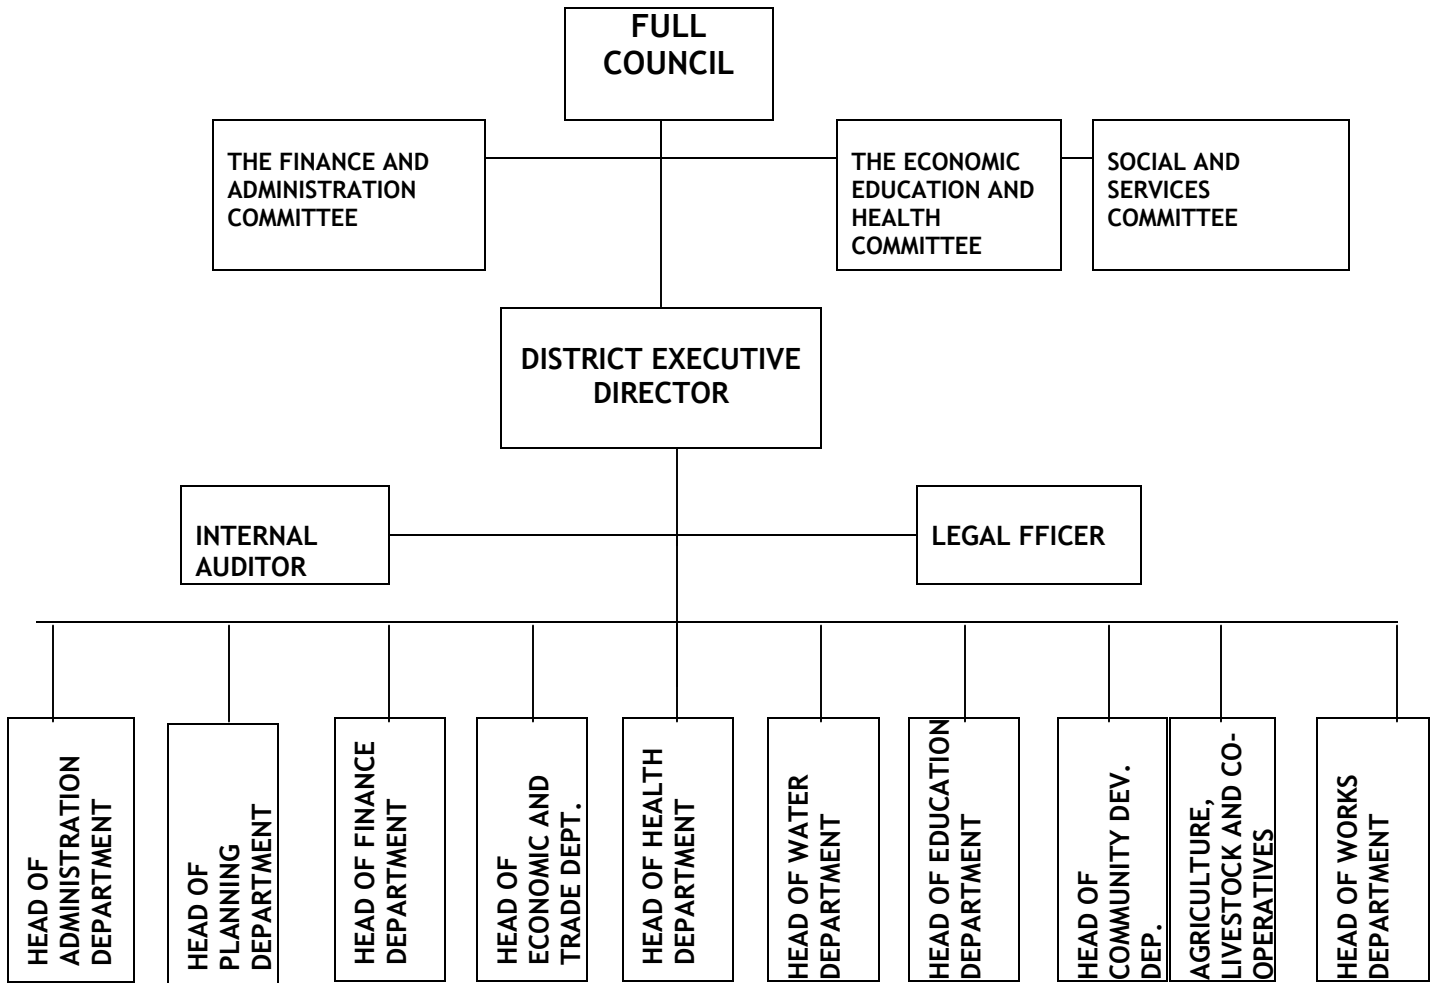 FULL
COUNCIL
THE FINANCE AND
ADMINISTRATION
COMMITTEE
THE ECONOMIC
EDUCATION AND
HEALTH
COMMITTEE
SOCIAL AND
SERVICES
COMMITTEE
DISTRICT EXECUTIVE
DIRECTOR
INTERNAL
AUDITOR
LEGAL FFICER
HEAD OF
ADMINISTRATION
DEPARTMENT
HEAD OF
PLANNING
DEPARTMENT
HEAD OF FINANCE
DEPARTMENT
HEAD OF
ECONOMIC AND
TRADE DEPT.
HEAD OF HEALTH
DEPARTMENT
HEAD OF WATER
DEPARTMENT
HEAD OF EDUCATION
DEPARTMENT
HEAD OF
COMMUNITY DEV.
DEP.
AGRICULTURE,
LIVESTOCK AND CO-
OPERATIVES
HEAD OF WORKS
DEPARTMENT